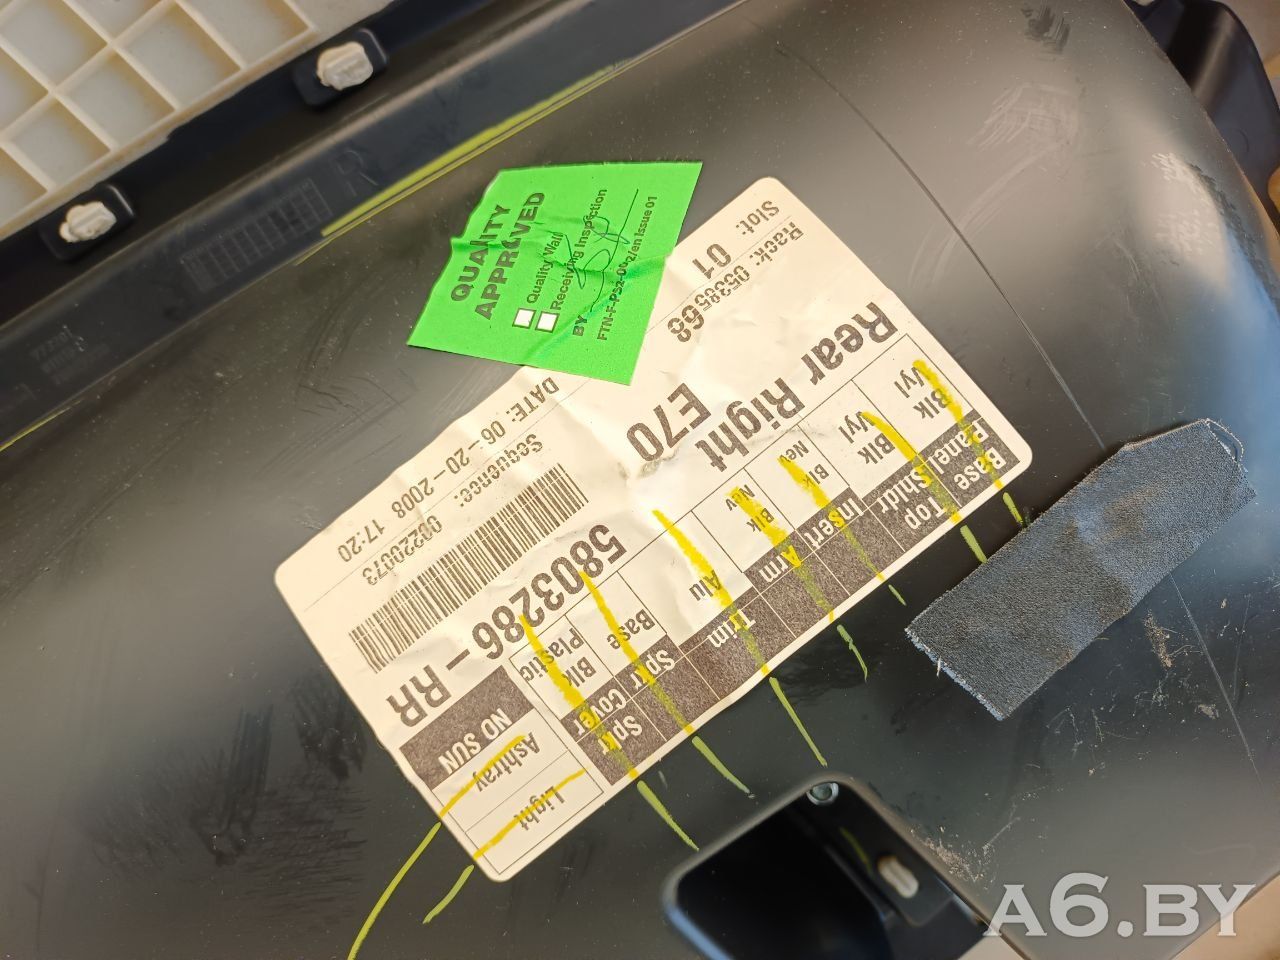 QUALITY
APPROVED
Quality Wall
Receiving Inspection
BY
FTN-F-PS2-002/en Issue 01
Slot: 01
Rack: 0538568
Rear Right E70
DATE: 06-20-2008 17:20
Sequence: 00220073
5803286-RR
Base Panel Blk Vyl
Top Shldr Blk Vyl
Insert Blk Nev
Arm Blk Nev
Trim Alu
Spkr Base
Spkr Cover Blk Plastic
NO SUN
Ashtray
Light
R
A6.BY